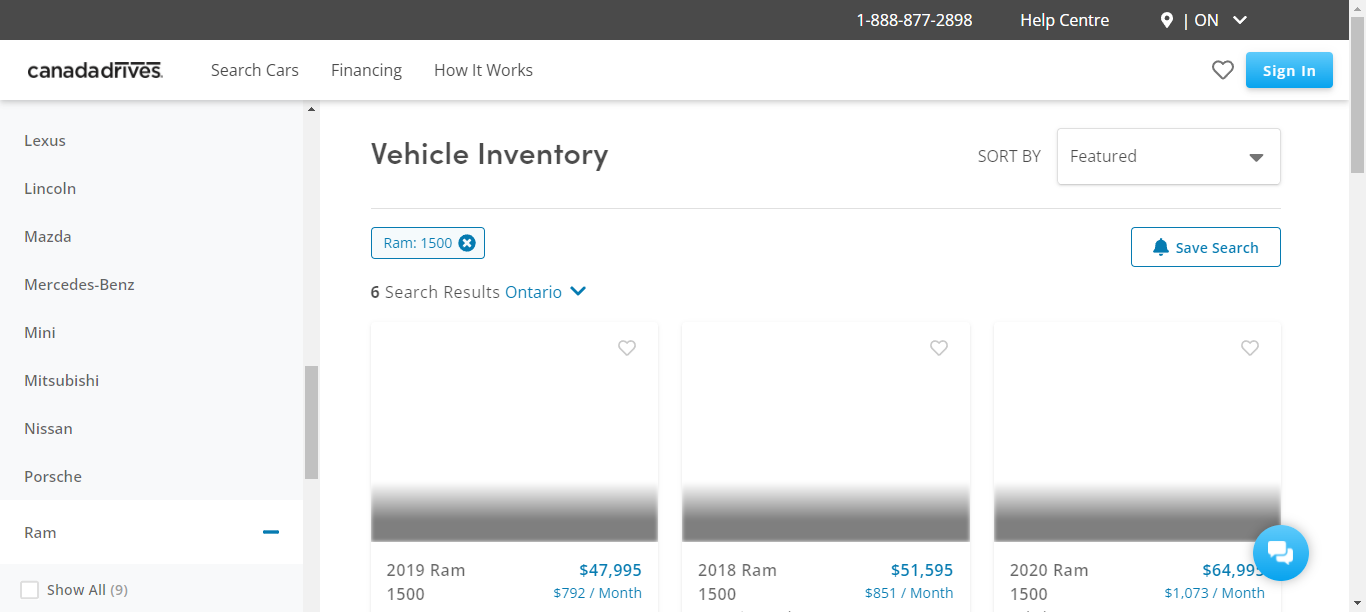 1-888-877-2898 Help Centre | ON
canadadrives. Search Cars Financing How It Works Sign In
Lexus
Lincoln
Mazda
Mercedes-Benz
Mini
Mitsubishi
Nissan
Porsche
Ram
Show All (9)
Vehicle Inventory
SORT BY Featured
Ram: 1500
Save Search
6 Search Results Ontario
2019 Ram $47,995
1500 $792 / Month
2018 Ram $51,595
1500 $851 / Month
2020 Ram $64,995
1500 $1,073 / Month